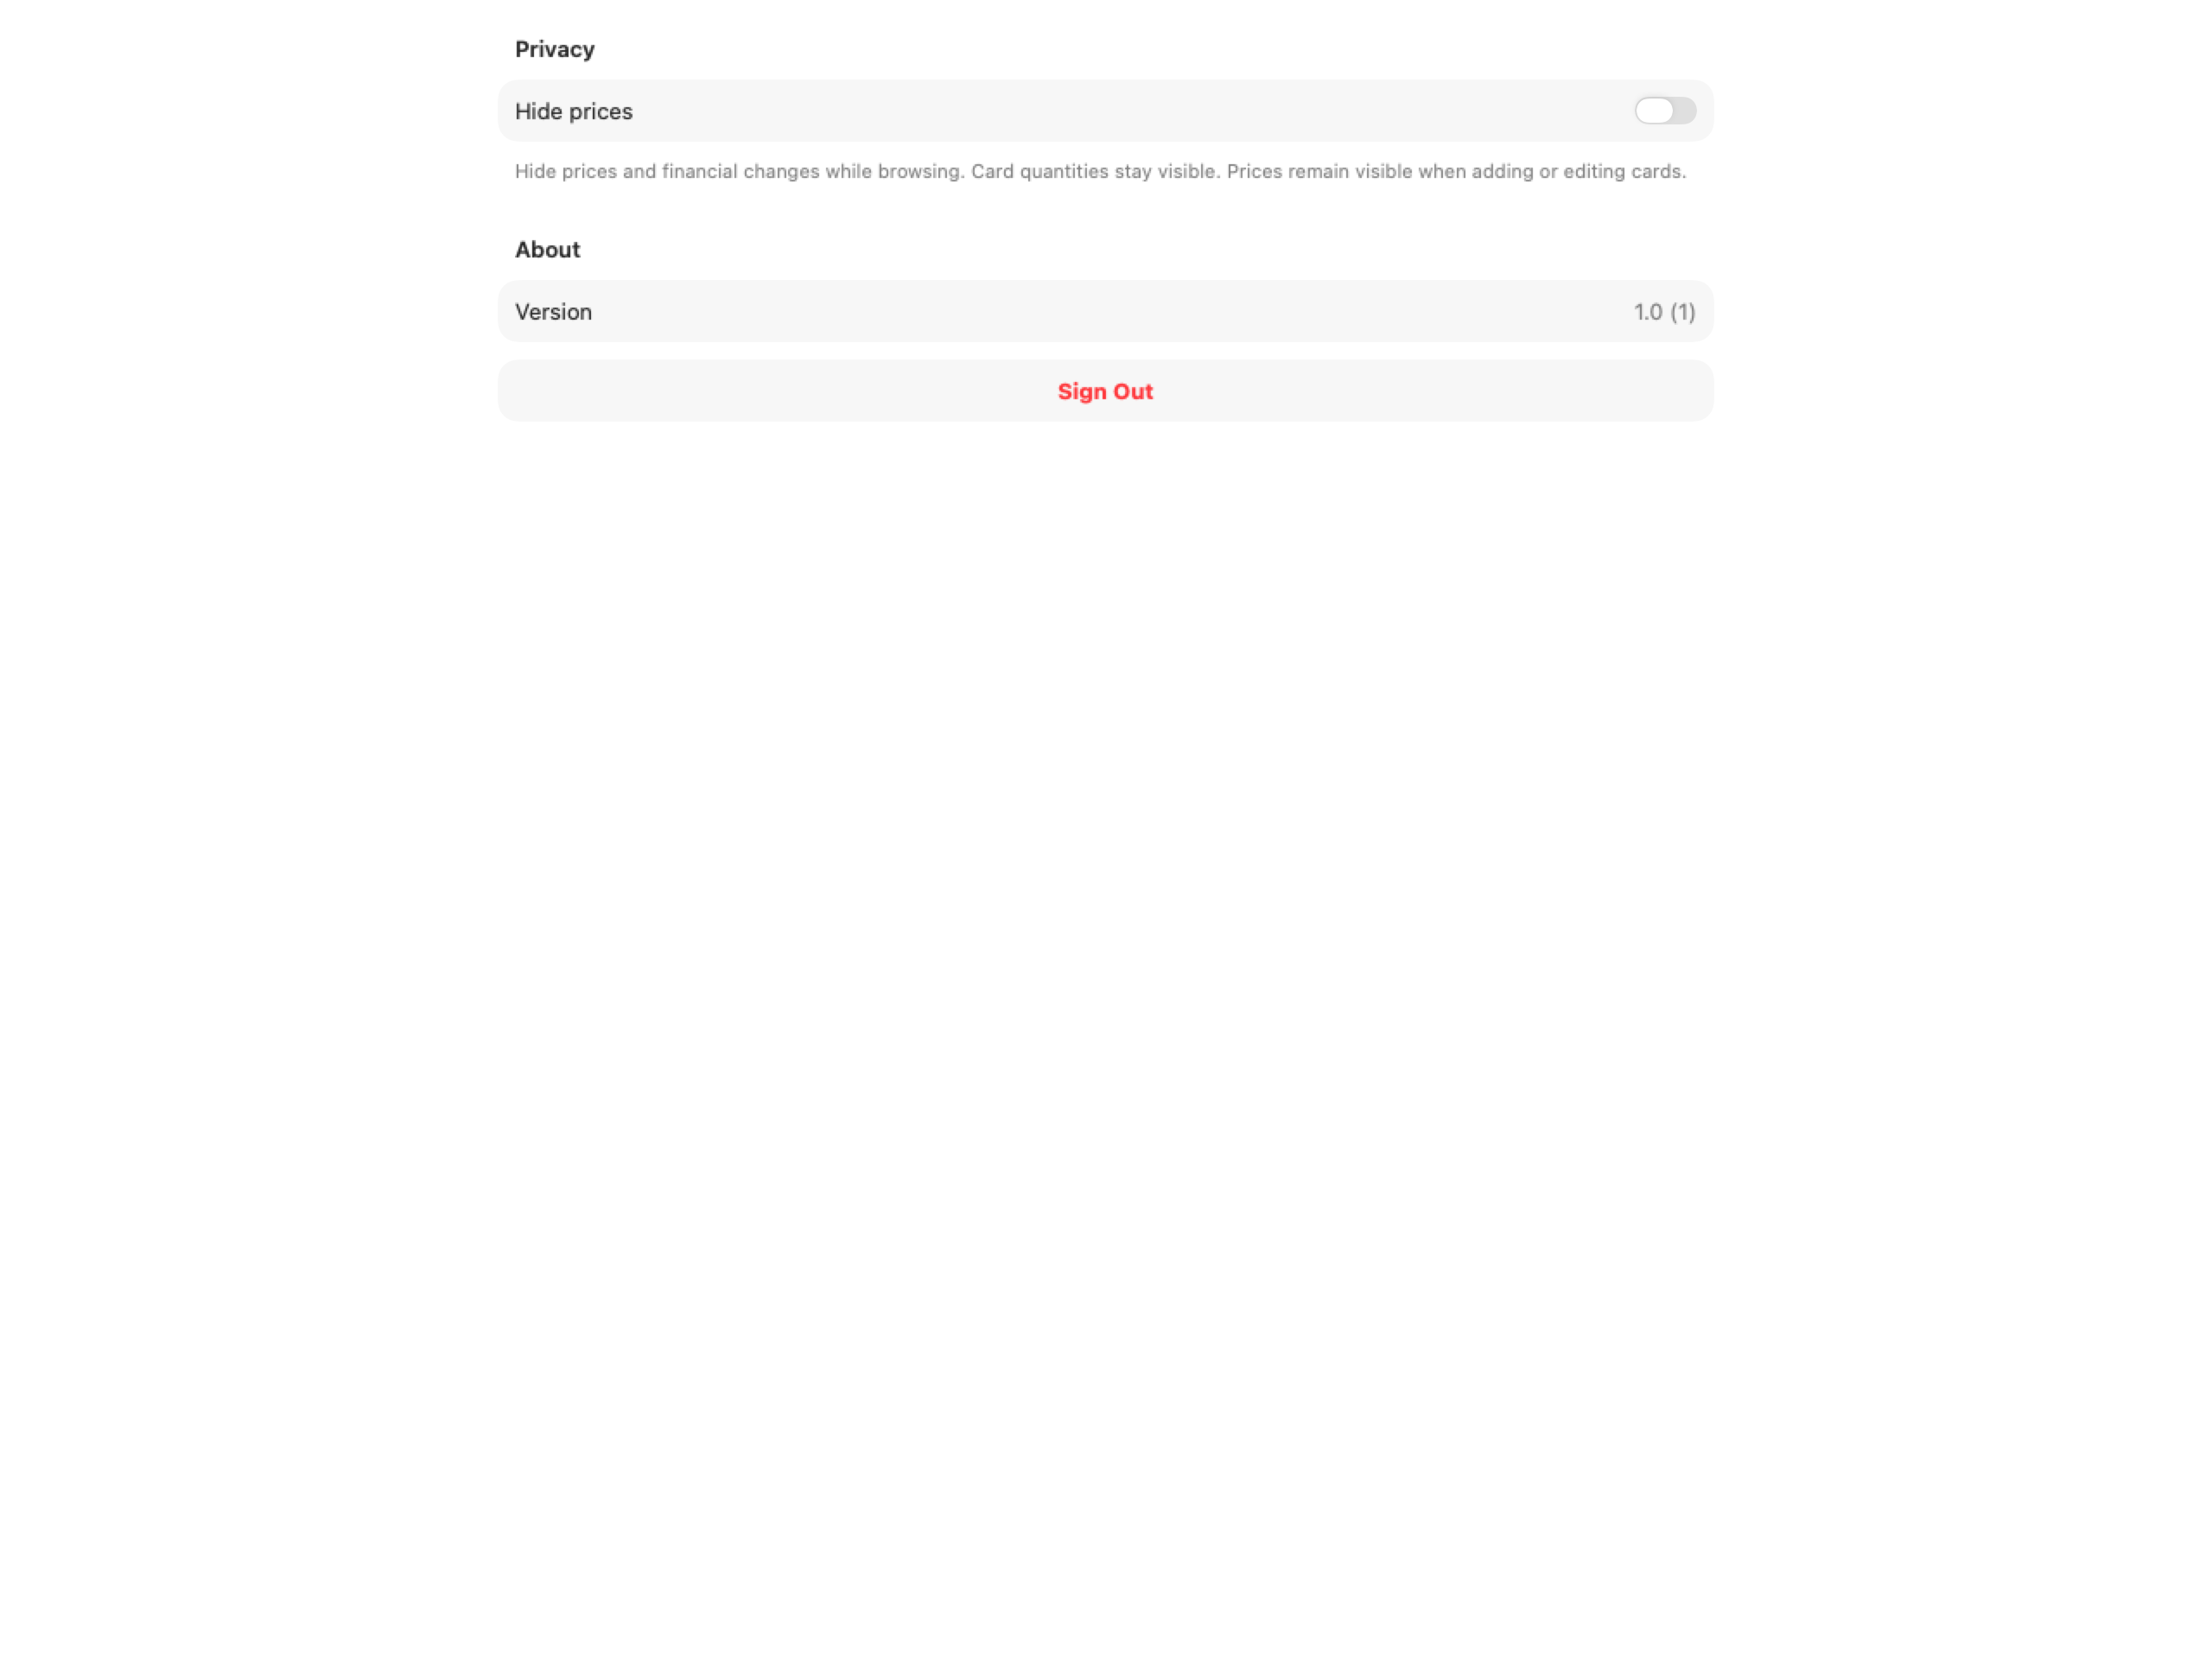 Privacy
Hide prices
Hide prices and financial changes while browsing. Card quantities stay visible. Prices remain visible when adding or editing cards.
About
Version 1.0 (1)
Sign Out